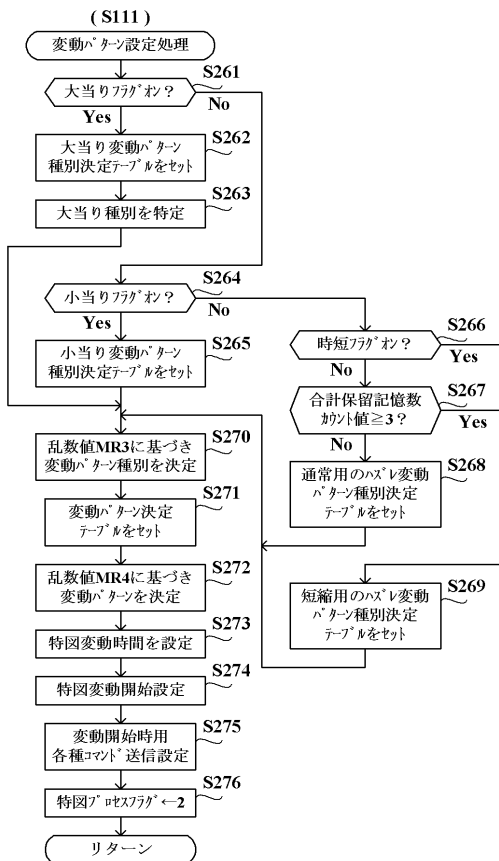 ( S111 )
変動パターン設定処理
S261
大当りフラグオン？
No
Yes
S262
大当り変動パターン
種別決定テーブルをセット
S263
大当り種別を特定
S264
小当りフラグオン？
No
Yes
S265
小当り変動パターン
種別決定テーブルをセット
S266
時短フラグオン？
Yes
No
S267
合計保留記憶数
カウント値≧3？
Yes
No
S268
通常用のハズレ変動
パターン種別決定
テーブルをセット
S269
短縮用のハズレ変動
パターン種別決定
テーブルをセット
S270
乱数値MR3に基づき
変動パターン種別を決定
S271
変動パターン決定
テーブルをセット
S272
乱数値MR4に基づき
変動パターンを決定
S273
特図変動時間を設定
S274
特図変動開始設定
S275
変動開始時用
各種コマンド送信設定
S276
特図プロセスフラグ←2
リターン